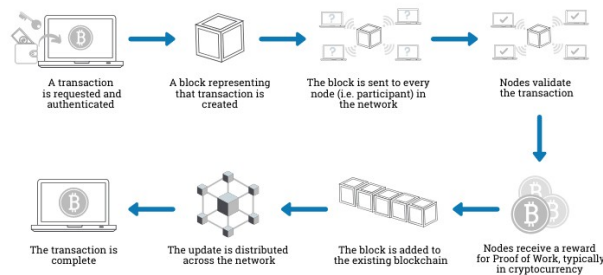 A transaction
is requested and
authenticated
A block representing
that transaction is
created
The block is sent to every
node (i.e. participant) in
the network
Nodes validate
the transaction
Nodes receive a reward
for Proof of Work, typically
in cryptocurrency
The block is added to
the existing blockchain
The update is distributed
across the network
The transaction is
complete